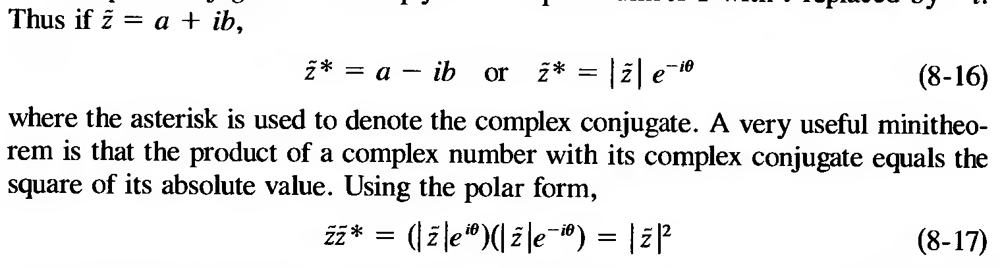 Thus if z̃ = a + ib,
z̃* = a − ib or z̃* = |z̃| e^{−iθ} (8-16)
where the asterisk is used to denote the complex conjugate. A very useful minitheo-
rem is that the product of a complex number with its complex conjugate equals the
square of its absolute value. Using the polar form,
z̃z̃* = (|z̃|e^{iθ})(|z̃|e^{−iθ}) = |z̃|² (8-17)